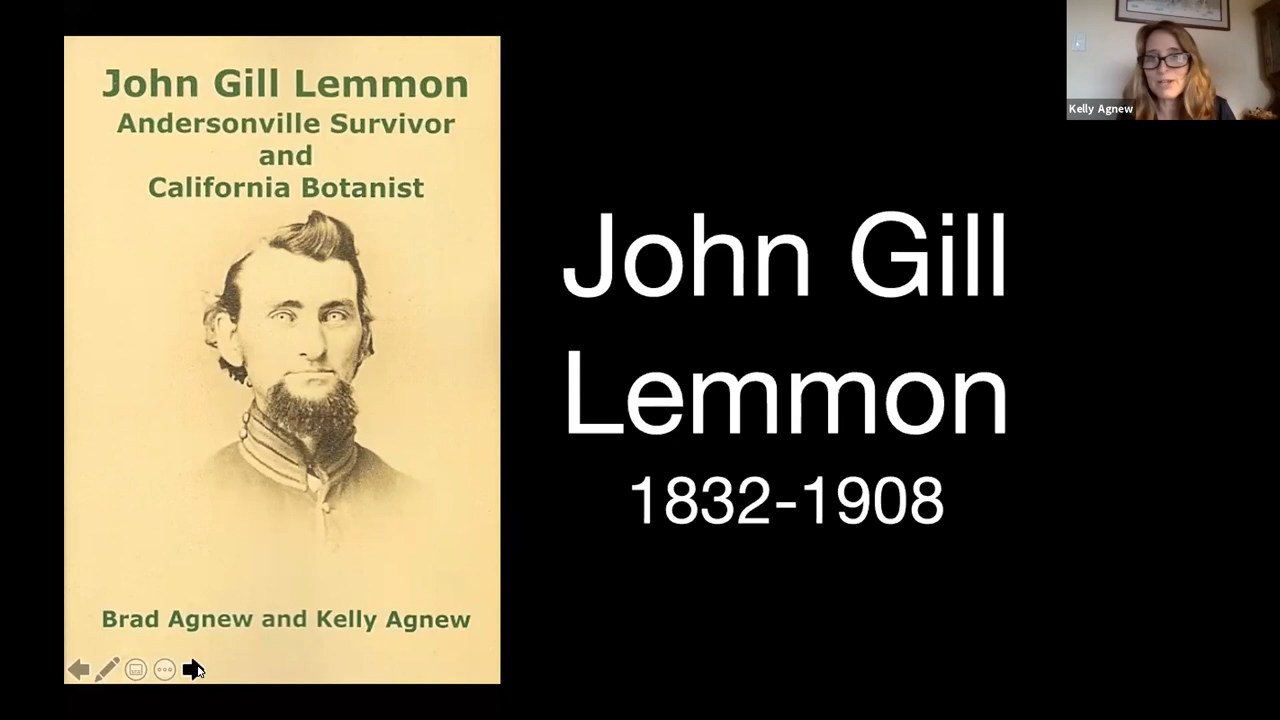 John Gill Lemmon
Andersonville Survivor
and
California Botanist
Brad Agnew and Kelly Agnew
John Gill
Lemmon
1832-1908
Kelly Agnew